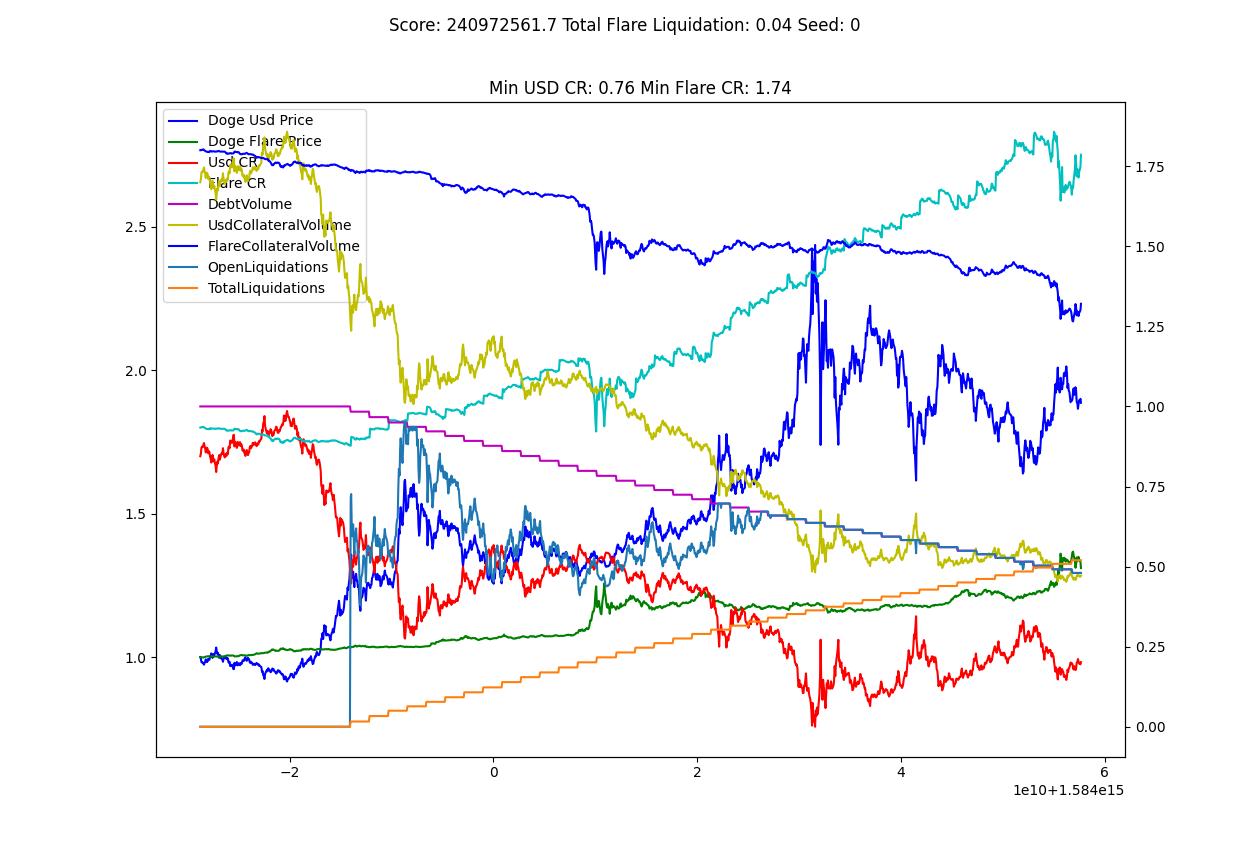 Score: 240972561.7 Total Flare Liquidation: 0.04 Seed: 0
Min USD CR: 0.76 Min Flare CR: 1.74
Doge Usd Price
Doge Flare Price
Usd CR
Flare CR
DebtVolume
UsdCollateralVolume
FlareCollateralVolume
OpenLiquidations
TotalLiquidations
2.5
2.0
1.5
1.0
1.75
1.50
1.25
1.00
0.75
0.50
0.25
0.00
−2
0
2
4
6
1e10+1.584e15